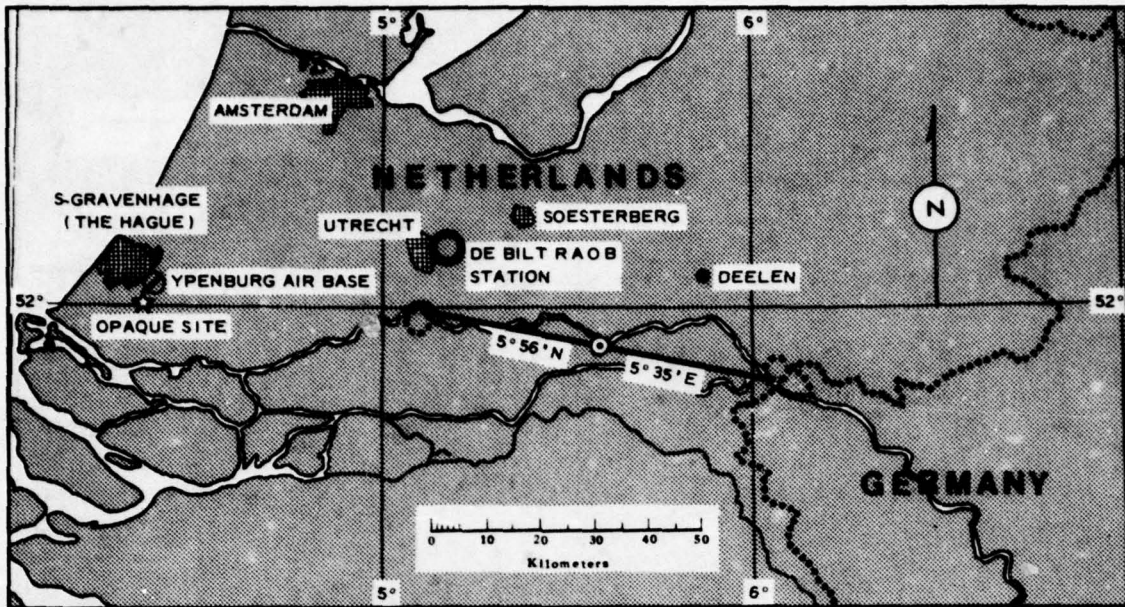 5°
6°
AMSTERDAM
NETHERLANDS
S-GRAVENHAGE
(THE HAGUE)
SOESTERBERG
UTRECHT
DE BILT RAOB
STATION
N
YPENBURG AIR BASE
DEELEN
52°
52°
OPAQUE SITE
5° 56' N
5° 35' E
GERMANY
0 10 20 30 40 50
Kilometers
5°
6°